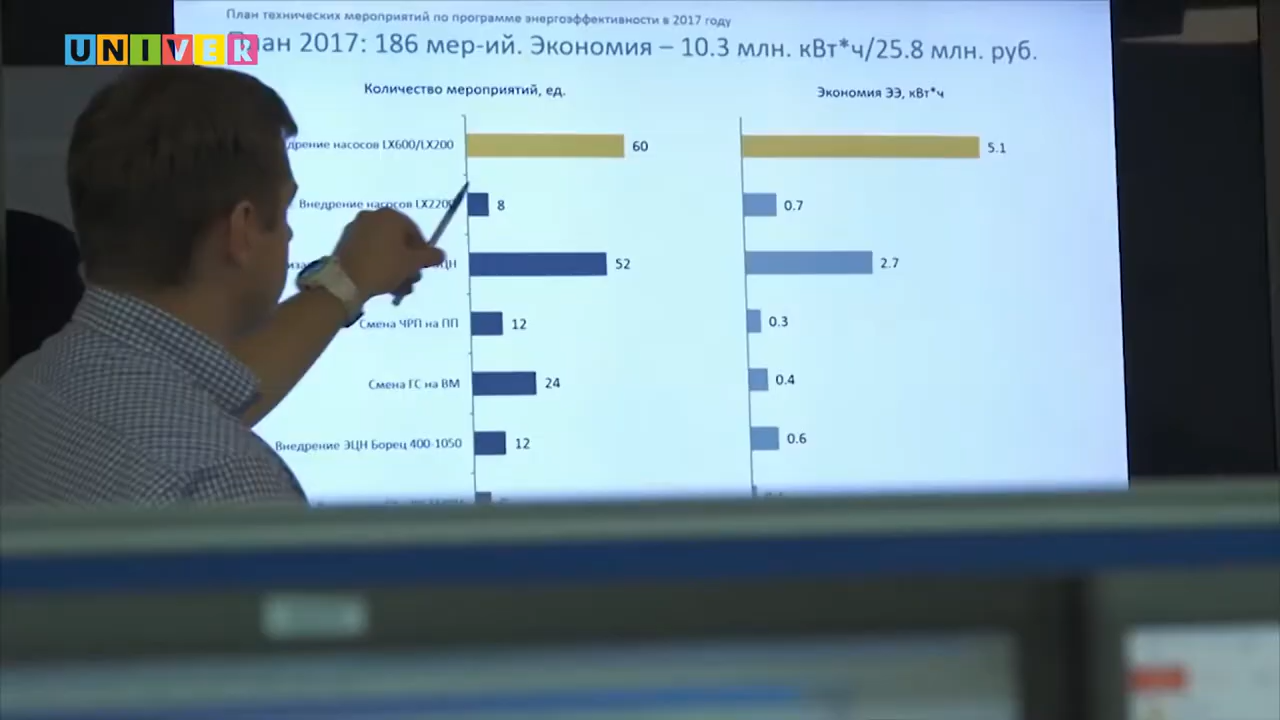 План технических мероприятий по программе энергоэффективности в 2017 году
UNIVER
План 2017: 186 мер-ий. Экономия – 10.3 млн. кВт*ч/25.8 млн. руб.
Количество мероприятий, ед.
Экономия ЭЭ, кВт*ч
дрение насосов LX600/LX200
60
5.1
Внедрение насосов LX2200
8
0.7
ЭЦН
52
2.7
Смена ЧРП на ПП
12
0.3
Смена ГС на ВМ
24
0.4
Внедрение ЭЦН Борец 400-1050
12
0.6